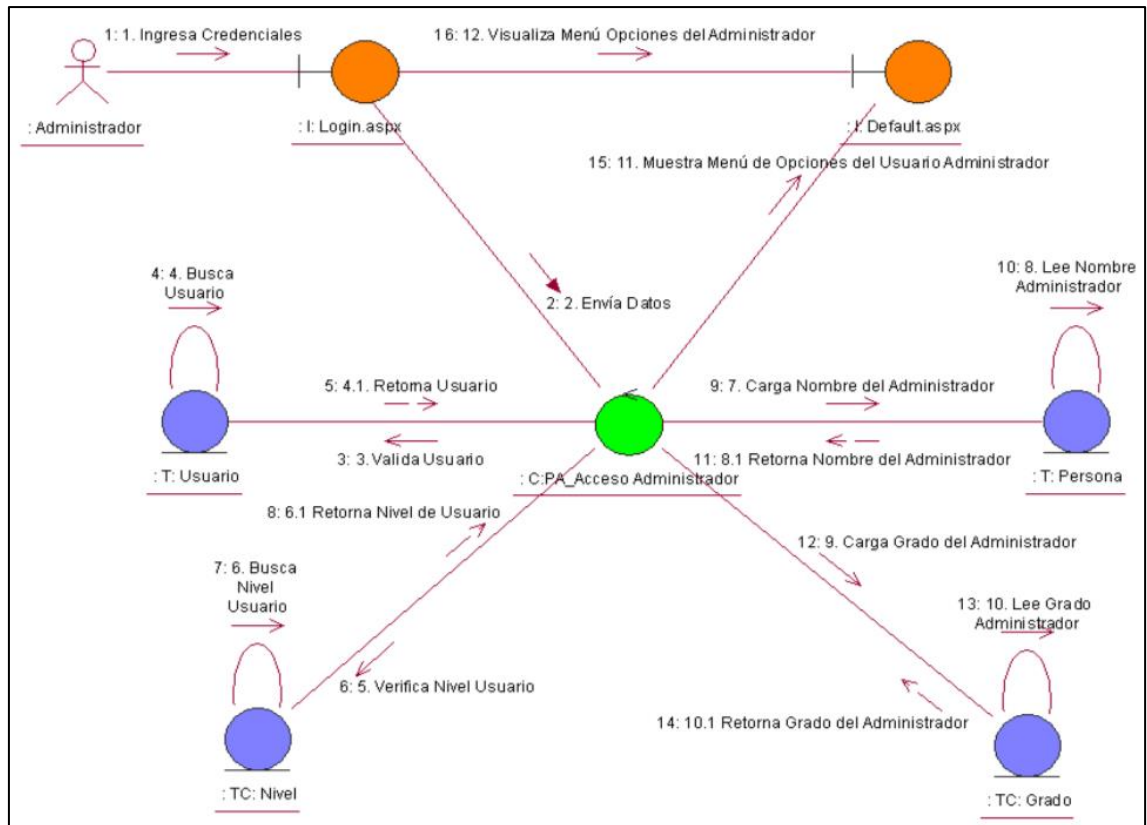 1: 1. Ingresa Credenciales
16: 12. Visualiza Menú Opciones del Administrador
: Administrador
: I: Login.aspx
: I: Default.aspx
15: 11. Muestra Menú de Opciones del Usuario Administrador
4: 4. Busca
Usuario
10: 8. Lee Nombre
Administrador
2: 2. Envía Datos
5: 4.1. Retorna Usuario
9: 7. Carga Nombre del Administrador
3: 3. Valida Usuario
11: 8.1 Retorna Nombre del Administrador
: T: Usuario
: C:PA_Acceso Administrador
: T: Persona
8: 6.1 Retorna Nivel de Usuario
12: 9. Carga Grado del Administrador
7: 6. Busca
Nivel
Usuario
13: 10. Lee Grado
Administrador
6: 5. Verifica Nivel Usuario
14: 10.1 Retorna Grado del Administrador
: TC: Nivel
: TC: Grado